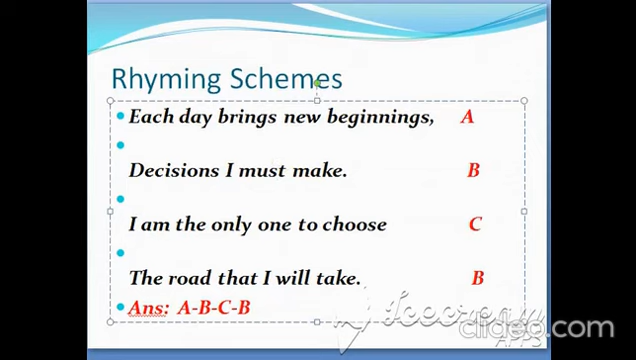 Rhyming Schemes
Each day brings new beginnings, A
Decisions I must make. B
I am the only one to choose C
The road that I will take. B
Ans: A-B-C-B
clideo.com